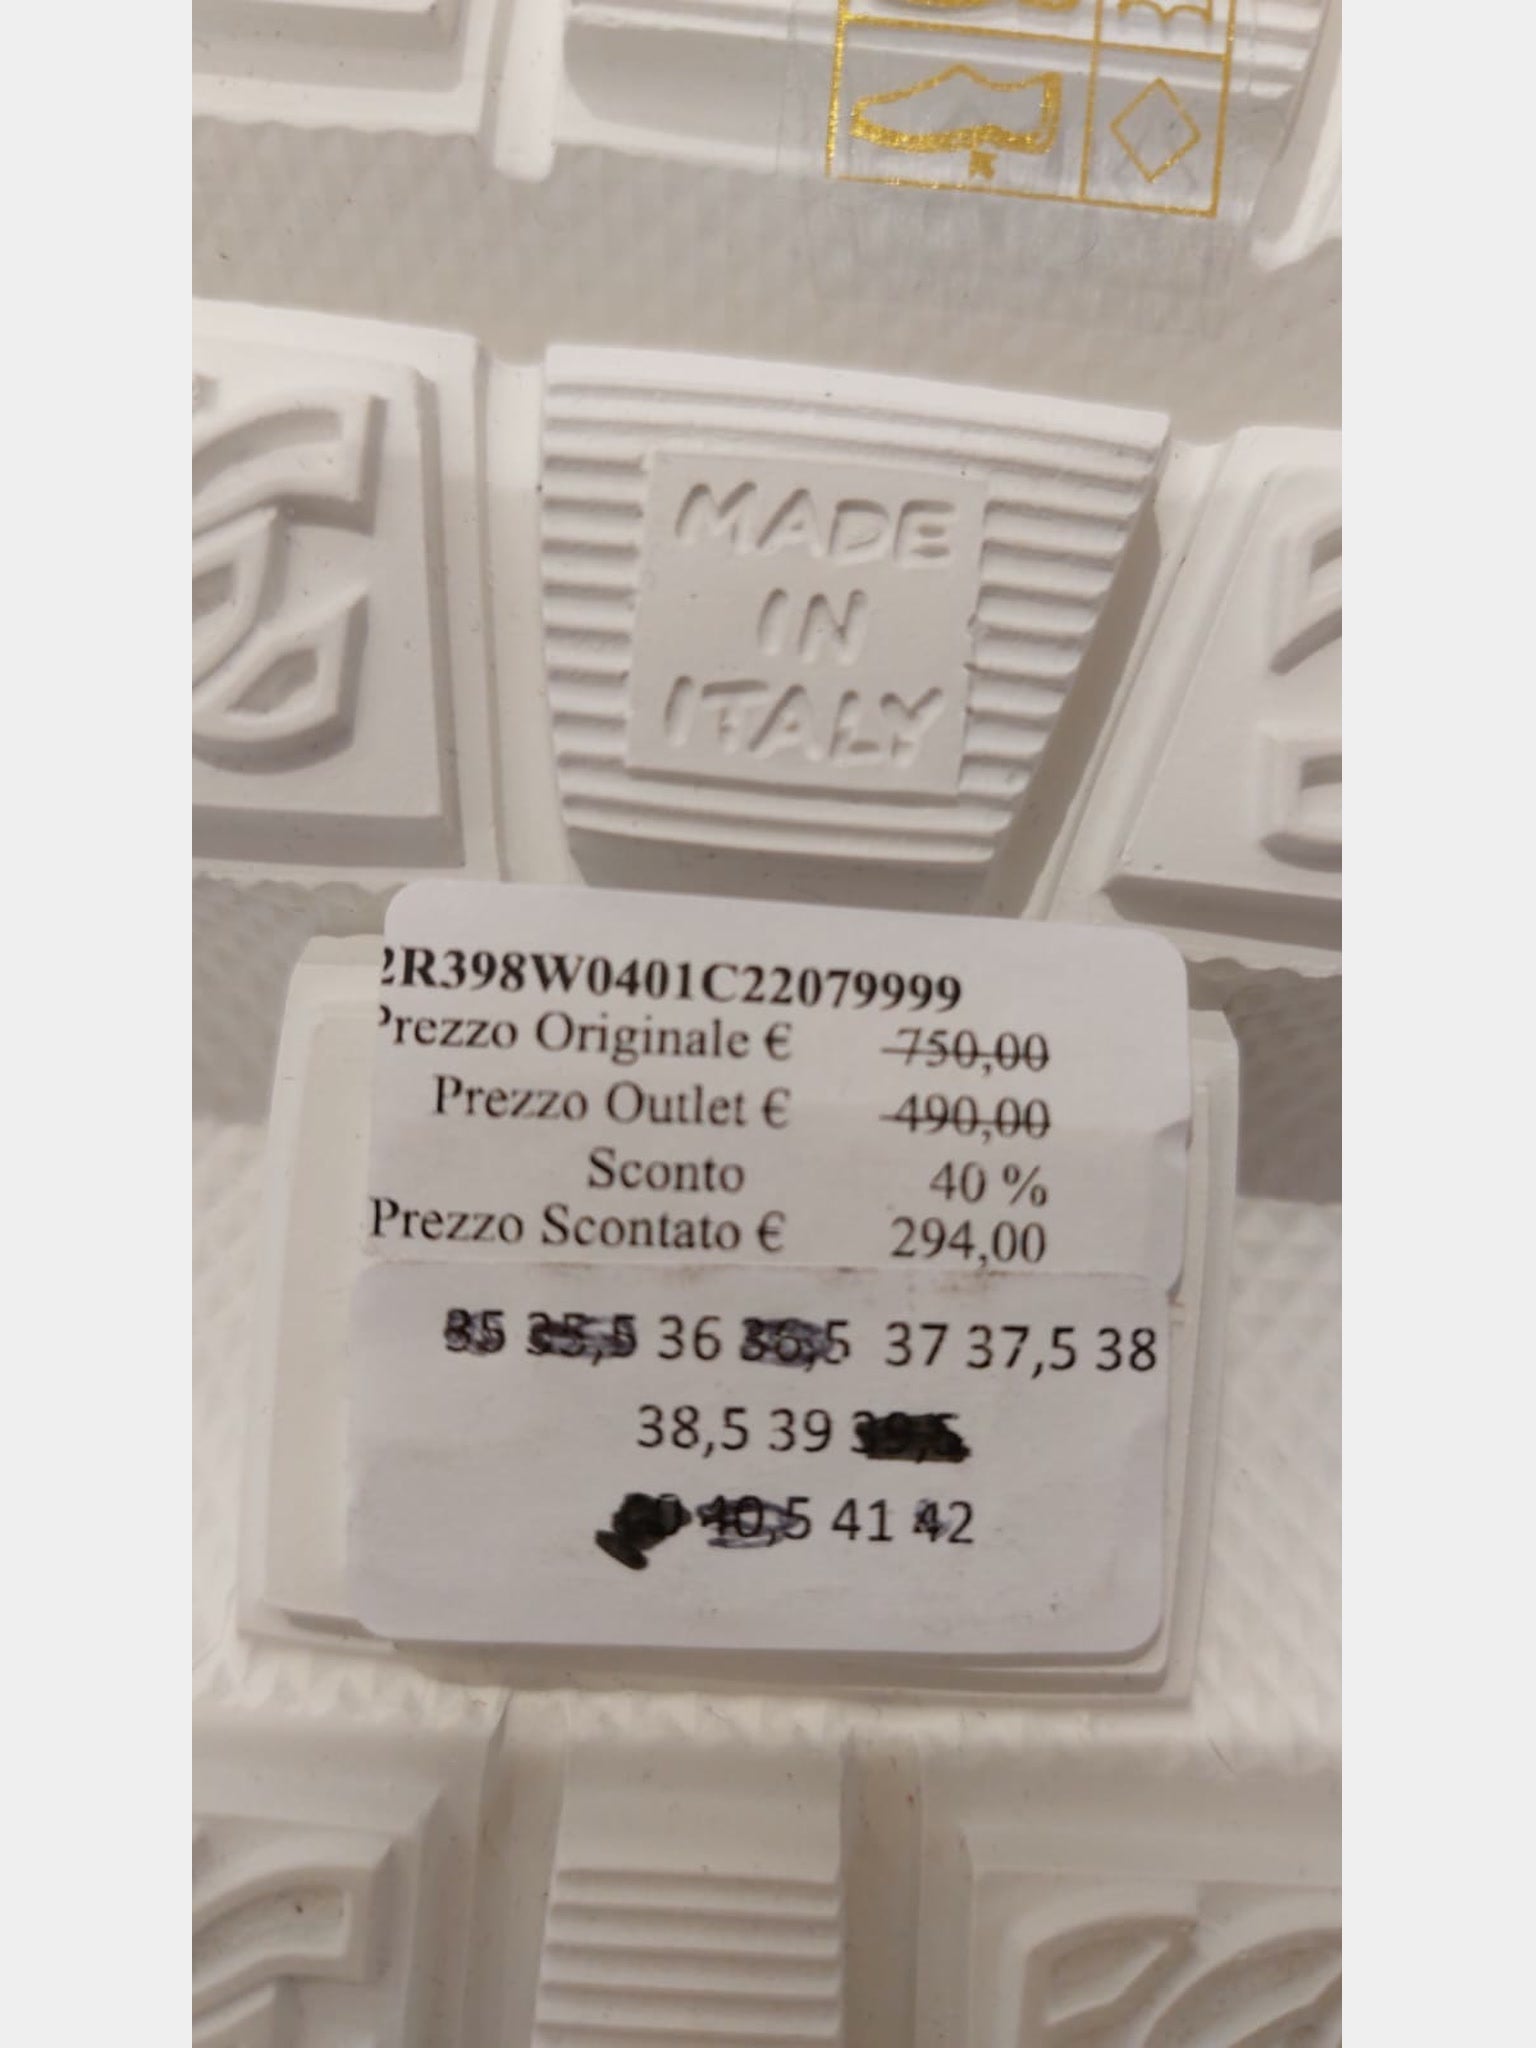 MADE
IN
ITALY
2R398W0401C22079999
Prezzo Originale € 750,00
Prezzo Outlet € 490,00
Sconto 40 %
Prezzo Scontato € 294,00
35 35,5 36 36,5 37 37,5 38
38,5 39 39,5
40,5 41 42